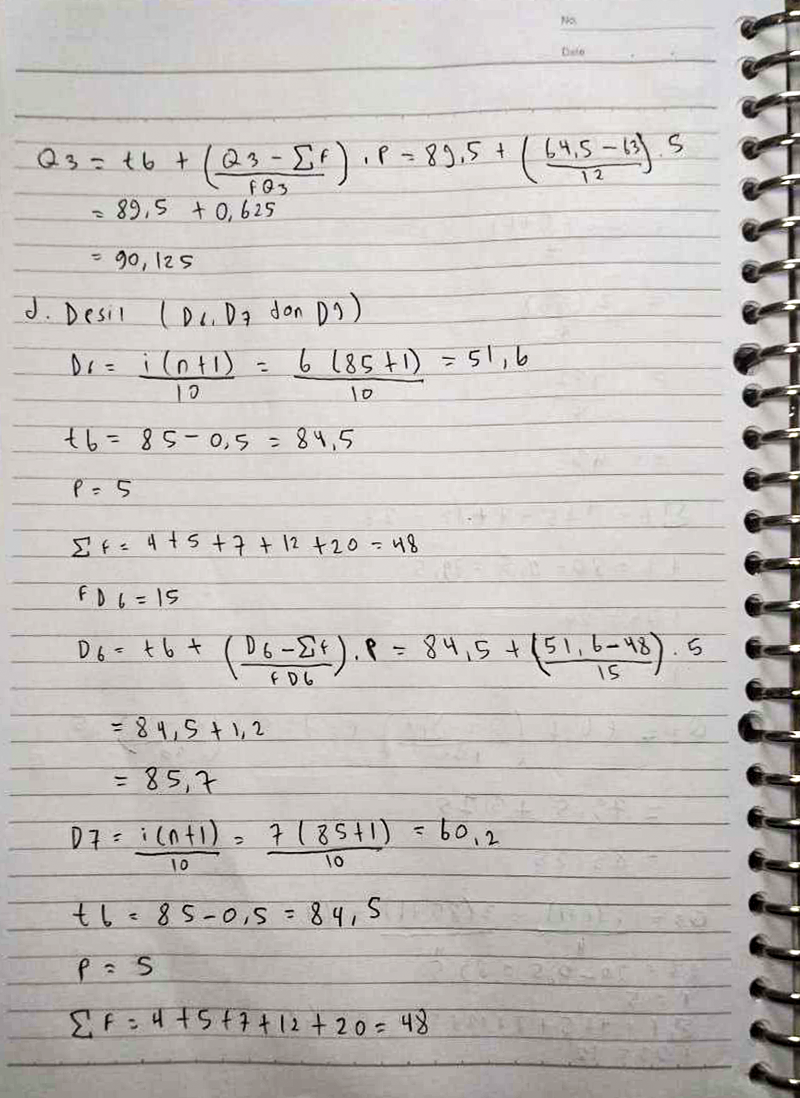 No.
Date
Q3 = tb + (Q3 - Σf / fQ3) . P = 89,5 + (64,5 - 63 / 12) . 5
= 89,5 + 0,625
= 90,125
d. Desil (D6, D7 dan D9)
D6 = i(n+1) / 10 = 6 (85+1) / 10 = 51,6
tb = 85 - 0,5 = 84,5
P = 5
Σf = 4 + 5 + 7 + 12 + 20 = 48
fD6 = 15
D6 = tb + (D6 - Σf / fD6) . P = 84,5 + (51,6 - 48 / 15) . 5
= 84,5 + 1,2
= 85,7
D7 = i(n+1) / 10 = 7 (85+1) / 10 = 60,2
tb = 85 - 0,5 = 84,5
P = 5
Σf = 4 + 5 + 7 + 12 + 20 = 48